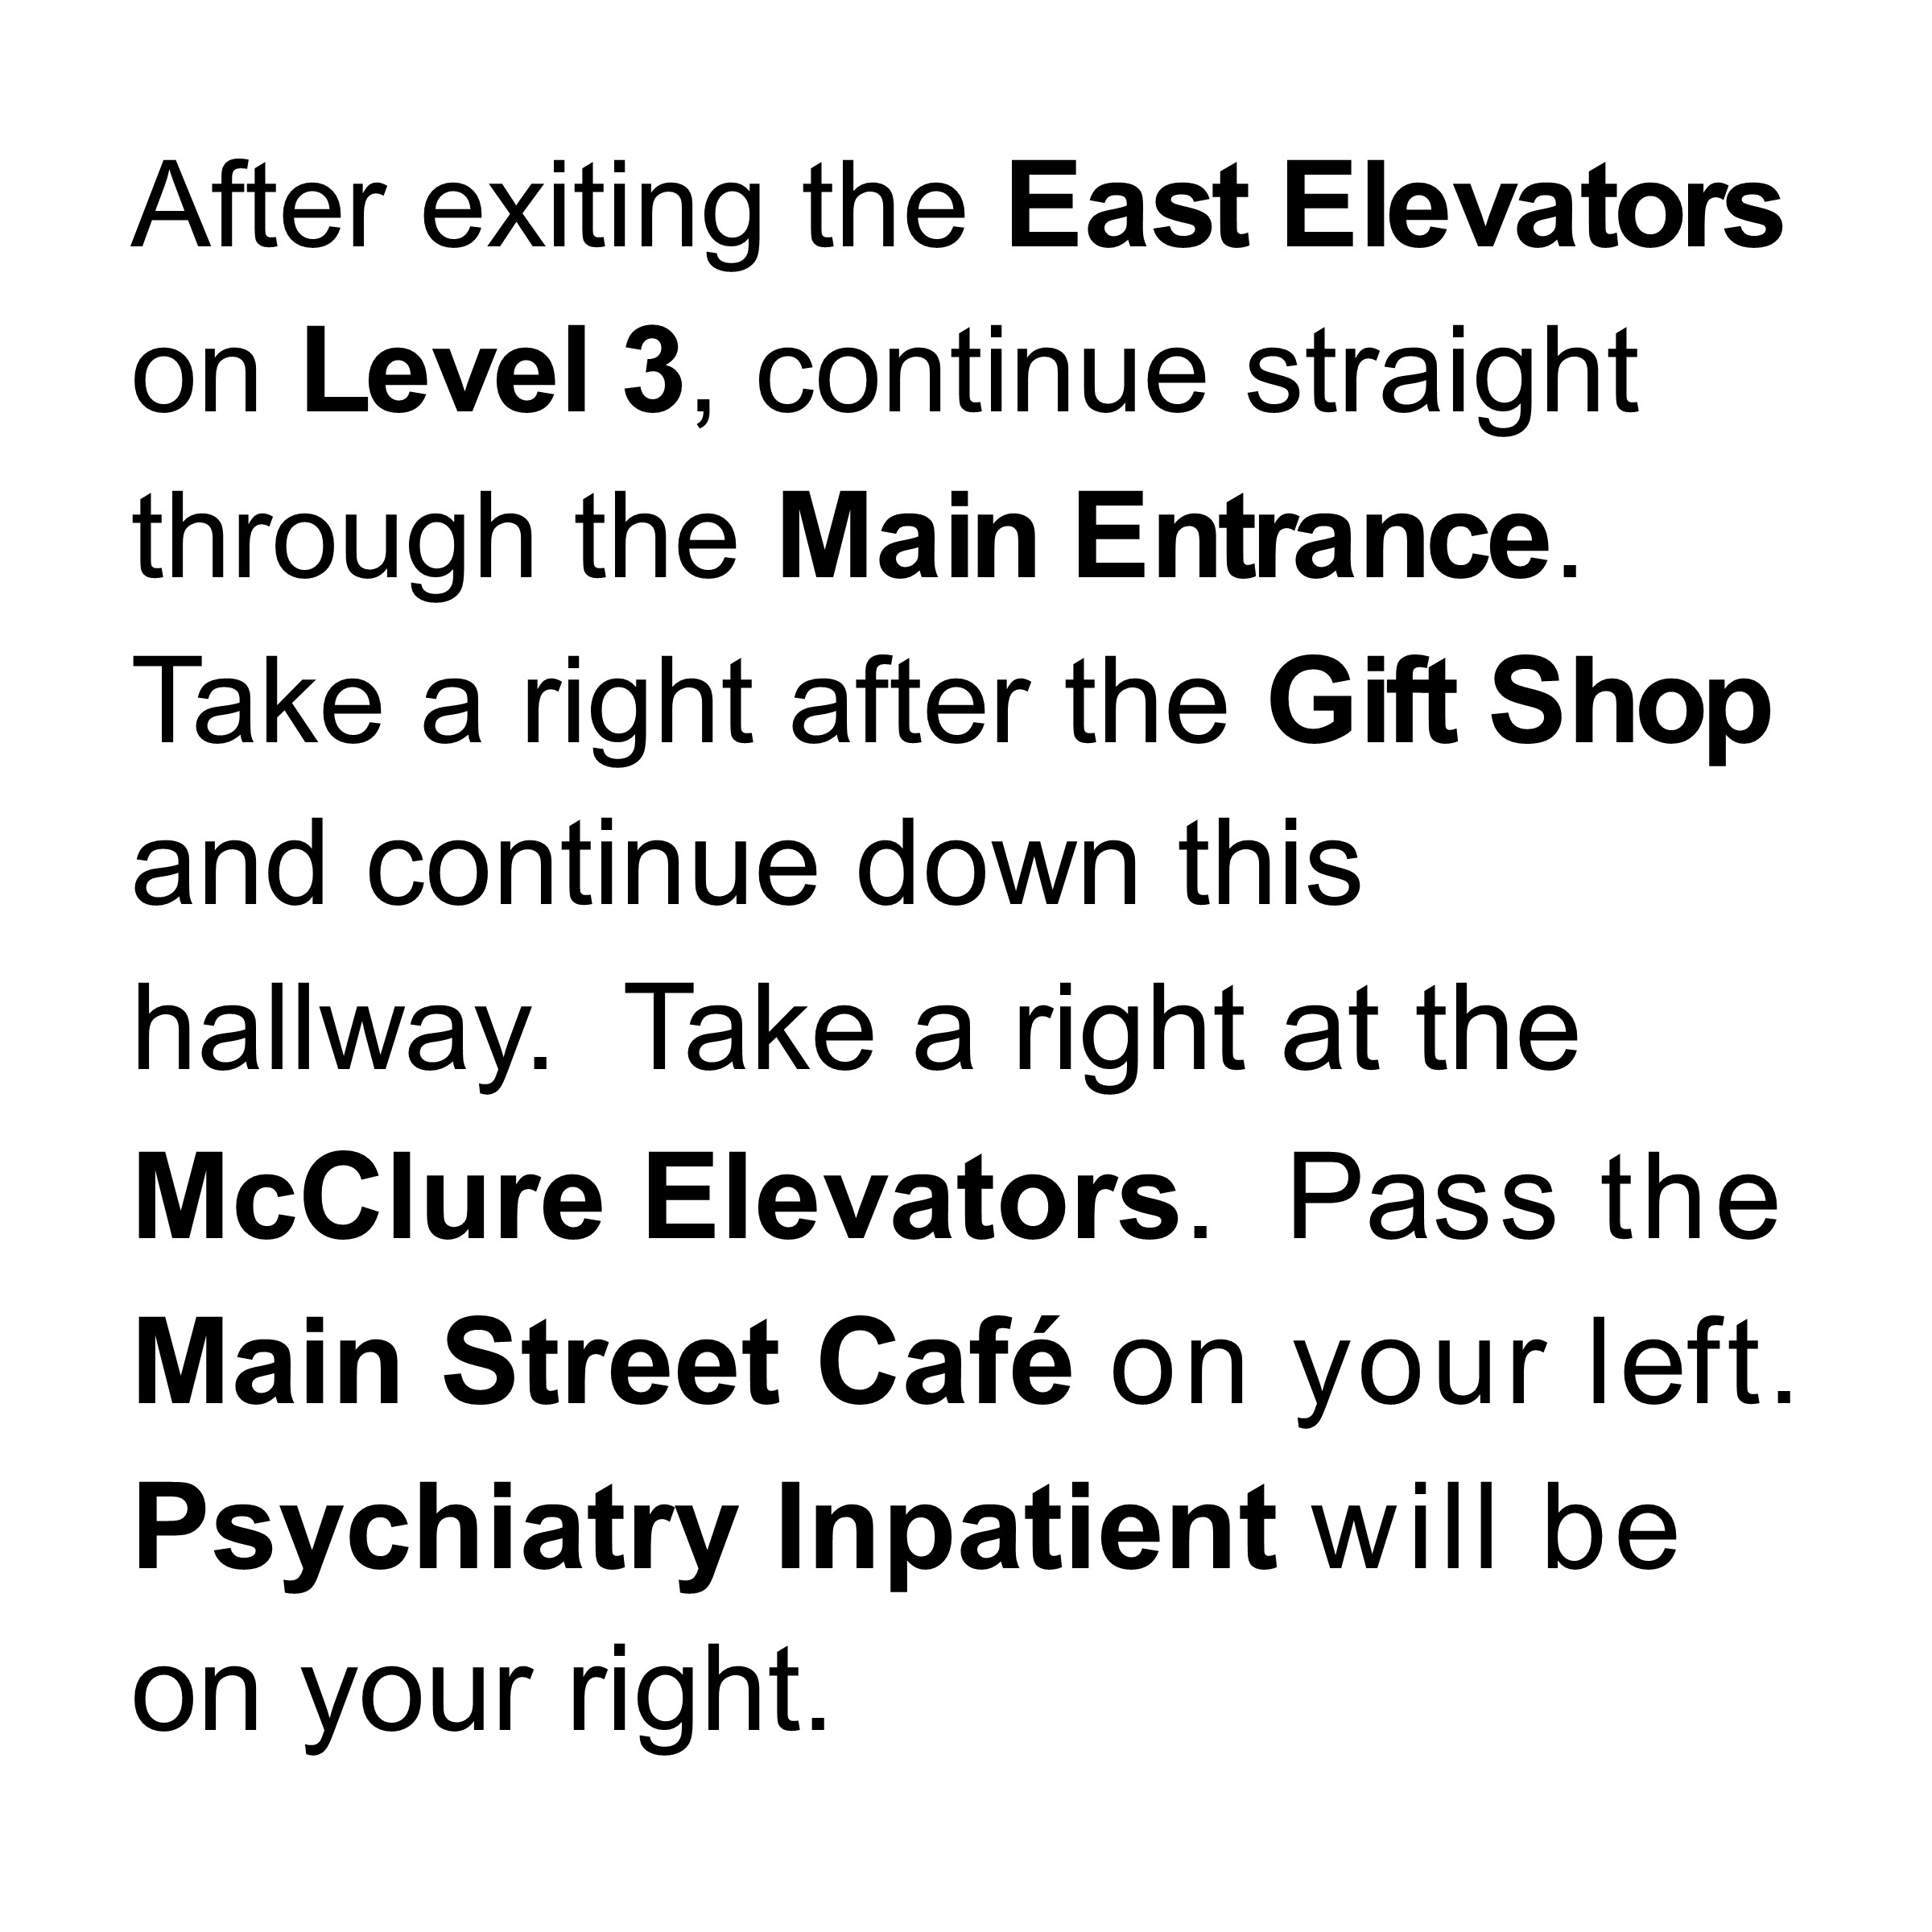 After exiting the East Elevators
on Level 3, continue straight
through the Main Entrance.
Take a right after the Gift Shop
and continue down this
hallway.  Take a right at the
McClure Elevators.  Pass the
Main Street Café on your left.
Psychiatry Inpatient will be
on your right.